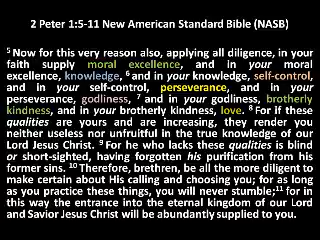 2 Peter 1:5-11 New American Standard Bible (NASB)
5 Now for this very reason also, applying all diligence, in your
faith supply moral excellence, and in your moral
excellence, knowledge, 6 and in your knowledge, self-control,
and in your self-control, perseverance, and in your
perseverance, godliness, 7 and in your godliness, brotherly
kindness, and in your brotherly kindness, love. 8 For if these
qualities are yours and are increasing, they render you
neither useless nor unfruitful in the true knowledge of our
Lord Jesus Christ. 9 For he who lacks these qualities is blind
or short-sighted, having forgotten his purification from his
former sins. 10 Therefore, brethren, be all the more diligent to
make certain about His calling and choosing you; for as long
as you practice these things, you will never stumble;11 for in
this way the entrance into the eternal kingdom of our Lord
and Savior Jesus Christ will be abundantly supplied to you.